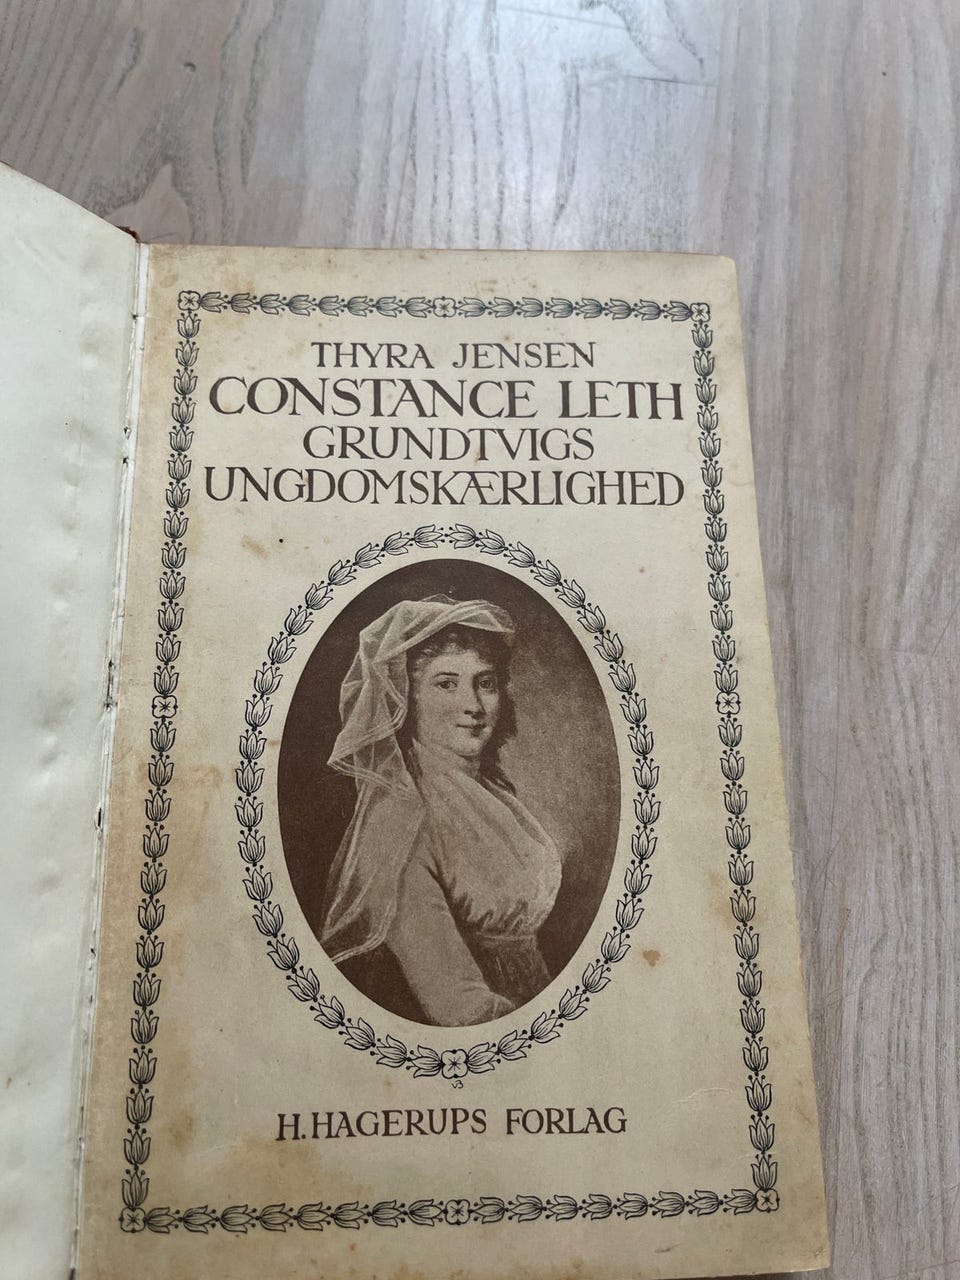 THYRA JENSEN
CONSTANCE LETH
GRUNDTVIGS
UNGDOMSKÆRLIGHED
H. HAGERUPS FORLAG